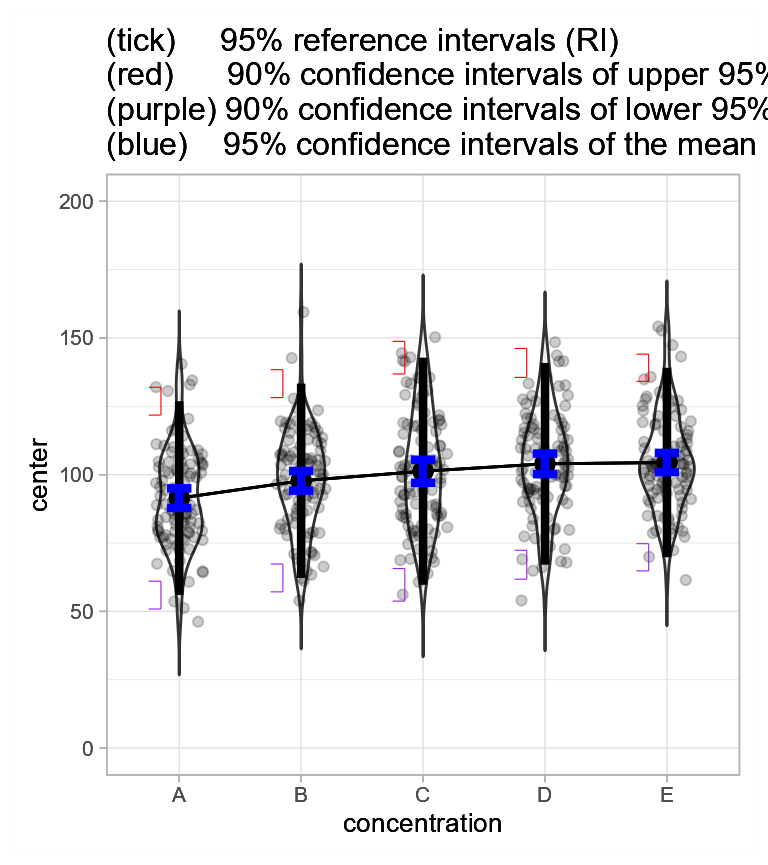 (tick) 95% reference intervals (RI)
(red) 90% confidence intervals of upper 95%
(purple) 90% confidence intervals of lower 95%
(blue) 95% confidence intervals of the mean
200
150
100
50
0
center
A B C D E
concentration